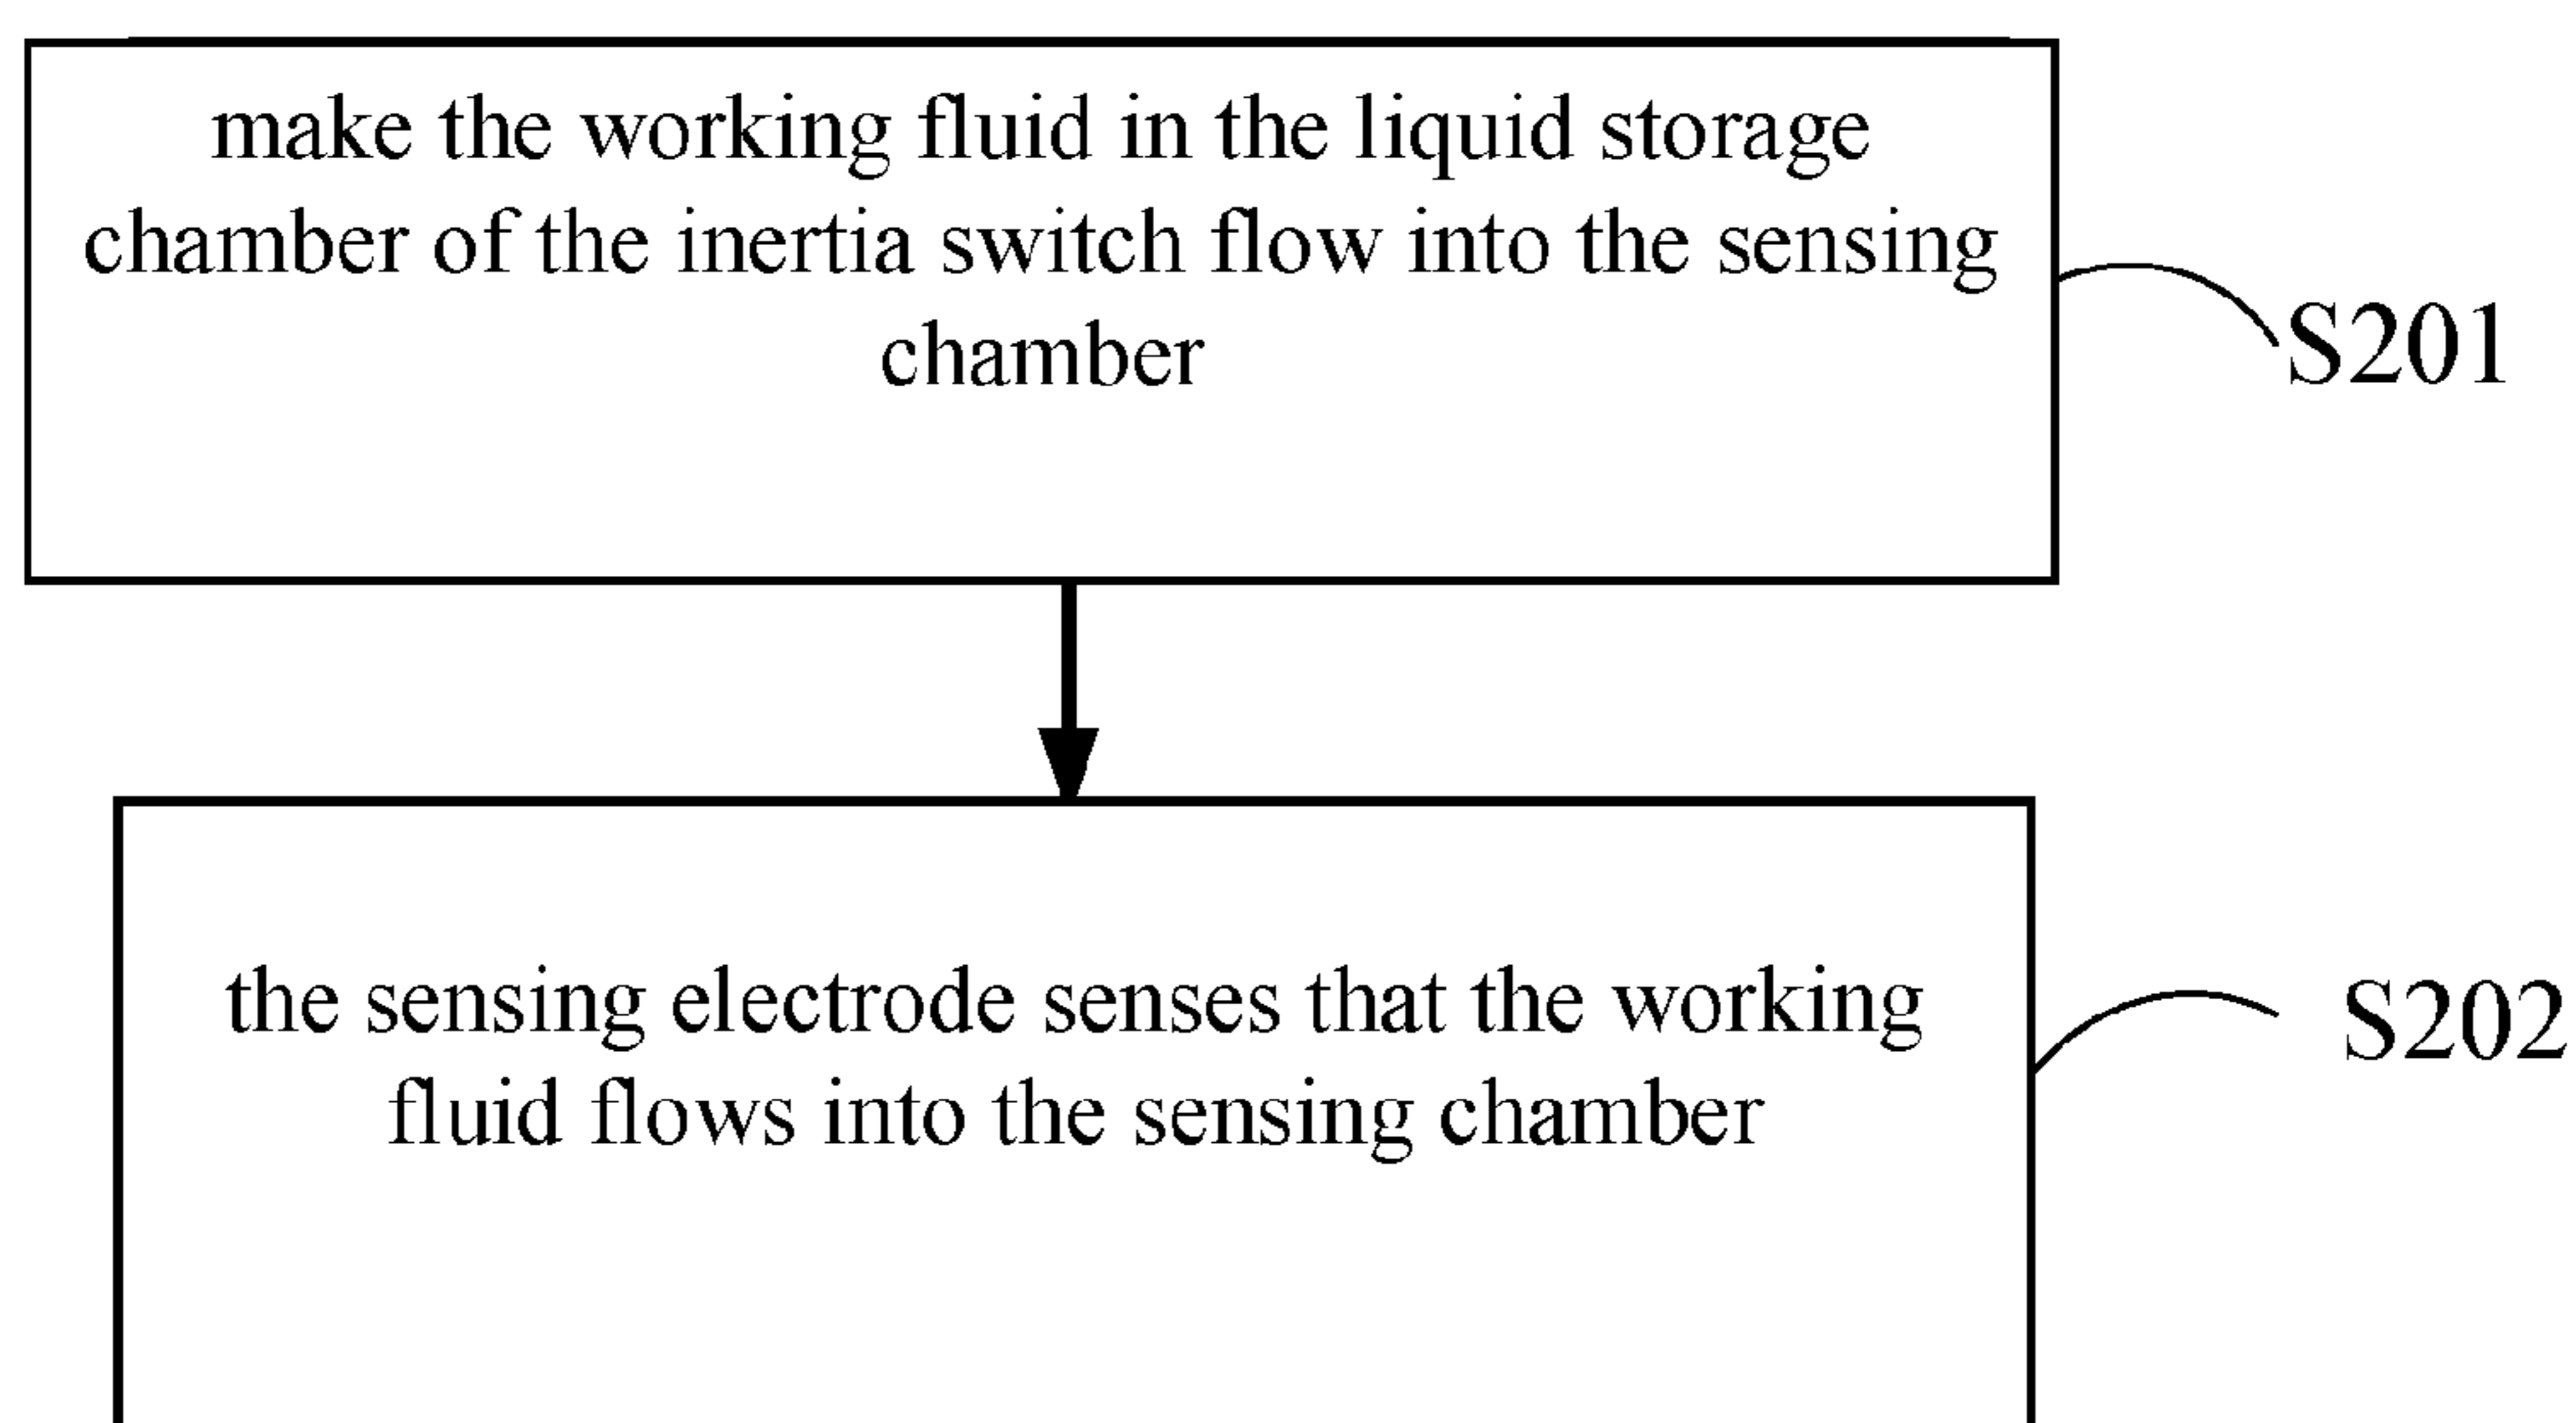 make the working fluid in the liquid storage
chamber of the inertia switch flow into the sensing
chamber
S201
the sensing electrode senses that the working
fluid flows into the sensing chamber
S202